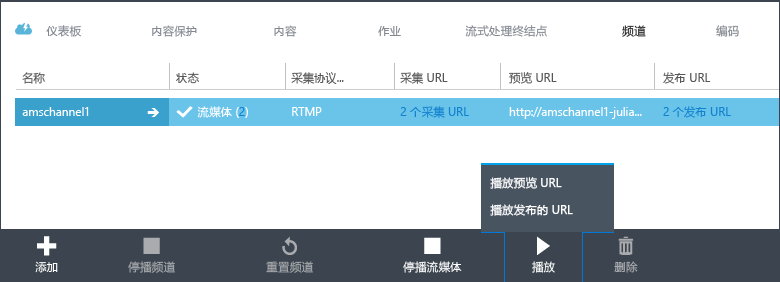 仪表板 内容保护 内容 作业 流式处理终结点 频道 编码
名称 状态 采集协议... 采集 URL 预览 URL 发布 URL
amschannel1 流媒体 (2) RTMP 2 个采集 URL http://amschannel1-julia... 2 个发布 URL
播放预览 URL
播放发布的 URL
添加 停播频道 重置频道 停播流媒体 播放 删除